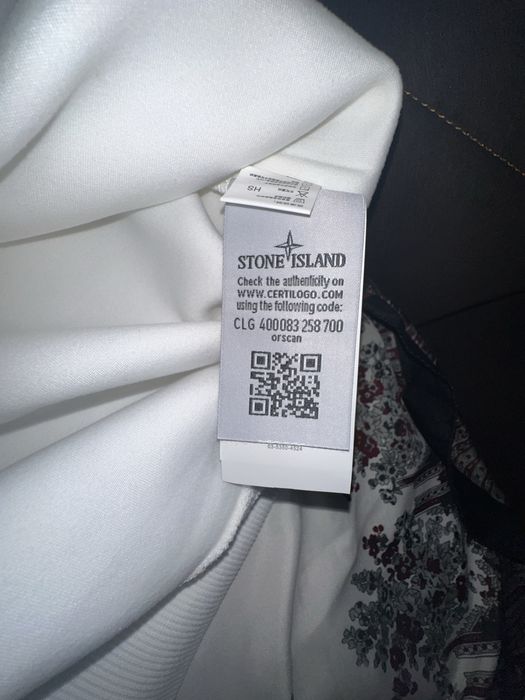 HS
STONE ISLAND
Check the authenticity on
WWW.CERTILOGO.COM
using the following code:
CLG 400083 258 700
or scan